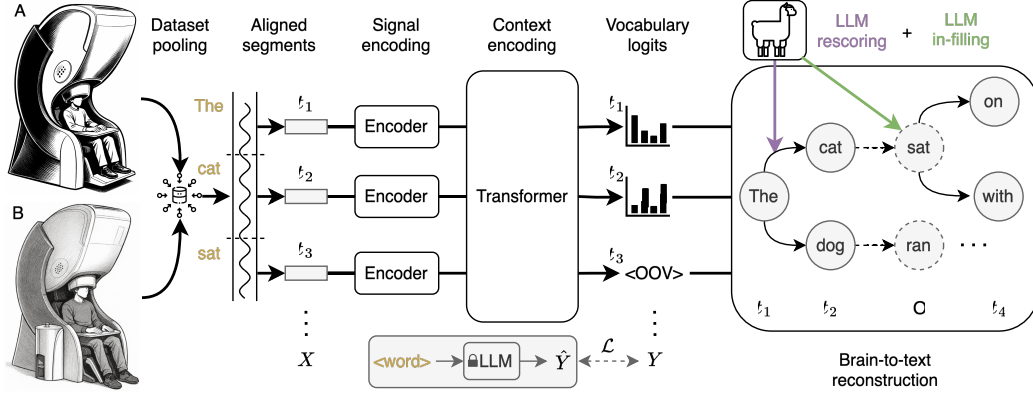 A
B
Dataset
pooling
Aligned
segments
Signal
encoding
Context
encoding
Vocabulary
logits
LLM
rescoring
+
LLM
in-filling
The
cat
sat
t1
t2
t3
Encoder
Encoder
Encoder
Transformer
t1
t2
t3
<OOV>
X
<word>
LLM
Ŷ
ℒ
Y
The
cat
dog
sat
ran
on
with
...
t1
t2
O
t4
Brain-to-text
reconstruction